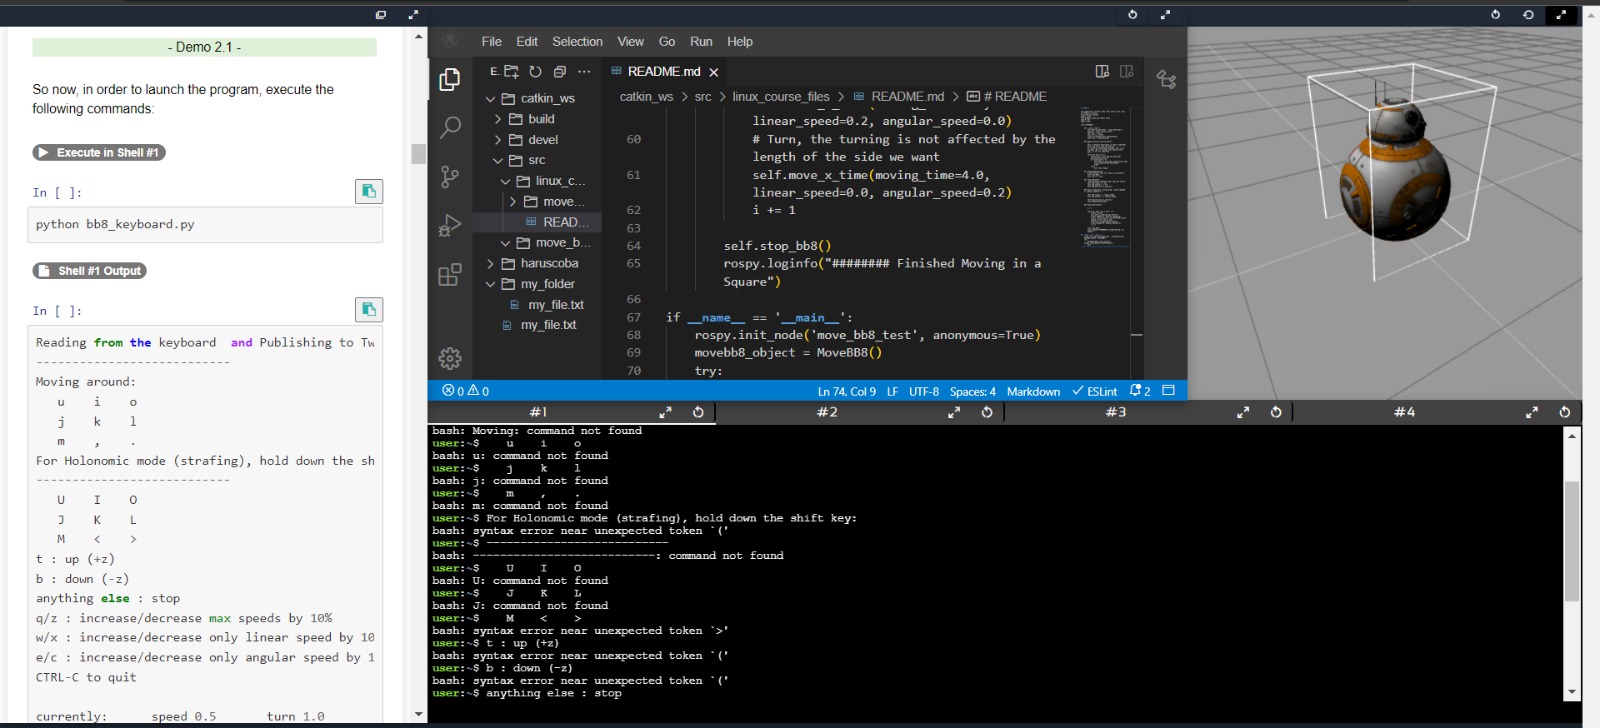 - Demo 2.1 -
So now, in order to launch the program, execute the
following commands:
Execute in Shell #1
In [ ]:
python bb8_keyboard.py
Shell #1 Output
In [ ]:
Reading from the keyboard  and Publishing to Tw
---------------------------
Moving around:
u    i    o
j    k    l
m    ,    .
For Holonomic mode (strafing), hold down the sh
---------------------------
U    I    O
J    K    L
M    <    >
t : up (+z)
b : down (-z)
anything else : stop
q/z : increase/decrease max speeds by 10%
w/x : increase/decrease only linear speed by 10
e/c : increase/decrease only angular speed by 1
CTRL-C to quit
currently:      speed 0.5       turn 1.0
File Edit Selection View Go Run Help
E...
catkin_ws
build
devel
src
linux_c...
move...
READ...
move_b...
haruscoba
my_folder
my_file.txt
my_file.txt
README.md
catkin_ws > src > linux_course_files > README.md > # README
linear_speed=0.2, angular_speed=0.0)
60 # Turn, the turning is not affected by the
length of the side we want
61 self.move_x_time(moving_time=4.0,
linear_speed=0.0, angular_speed=0.2)
62 i += 1
63
64 self.stop_bb8()
65 rospy.loginfo("######## Finished Moving in a
Square")
66
67 if __name__ == '__main__':
68 rospy.init_node('move_bb8_test', anonymous=True)
69 movebb8_object = MoveBB8()
70 try:
0 0 Ln 74, Col 9 LF UTF-8 Spaces: 4 Markdown ESLint 2
#1 #2 #3 #4
bash: Moving: command not found
user:~$    u    i    o
bash: u: command not found
user:~$    j    k    l
bash: j: command not found
user:~$    m    ,    .
bash: m: command not found
user:~$ For Holonomic mode (strafing), hold down the shift key:
bash: syntax error near unexpected token `('
user:~$ ---------------------------
bash: ---------------------------: command not found
user:~$    U    I    O
bash: U: command not found
user:~$    J    K    L
bash: J: command not found
user:~$    M    <    >
bash: syntax error near unexpected token `>'
user:~$ t : up (+z)
bash: syntax error near unexpected token `('
user:~$ b : down (-z)
bash: syntax error near unexpected token `('
user:~$ anything else : stop